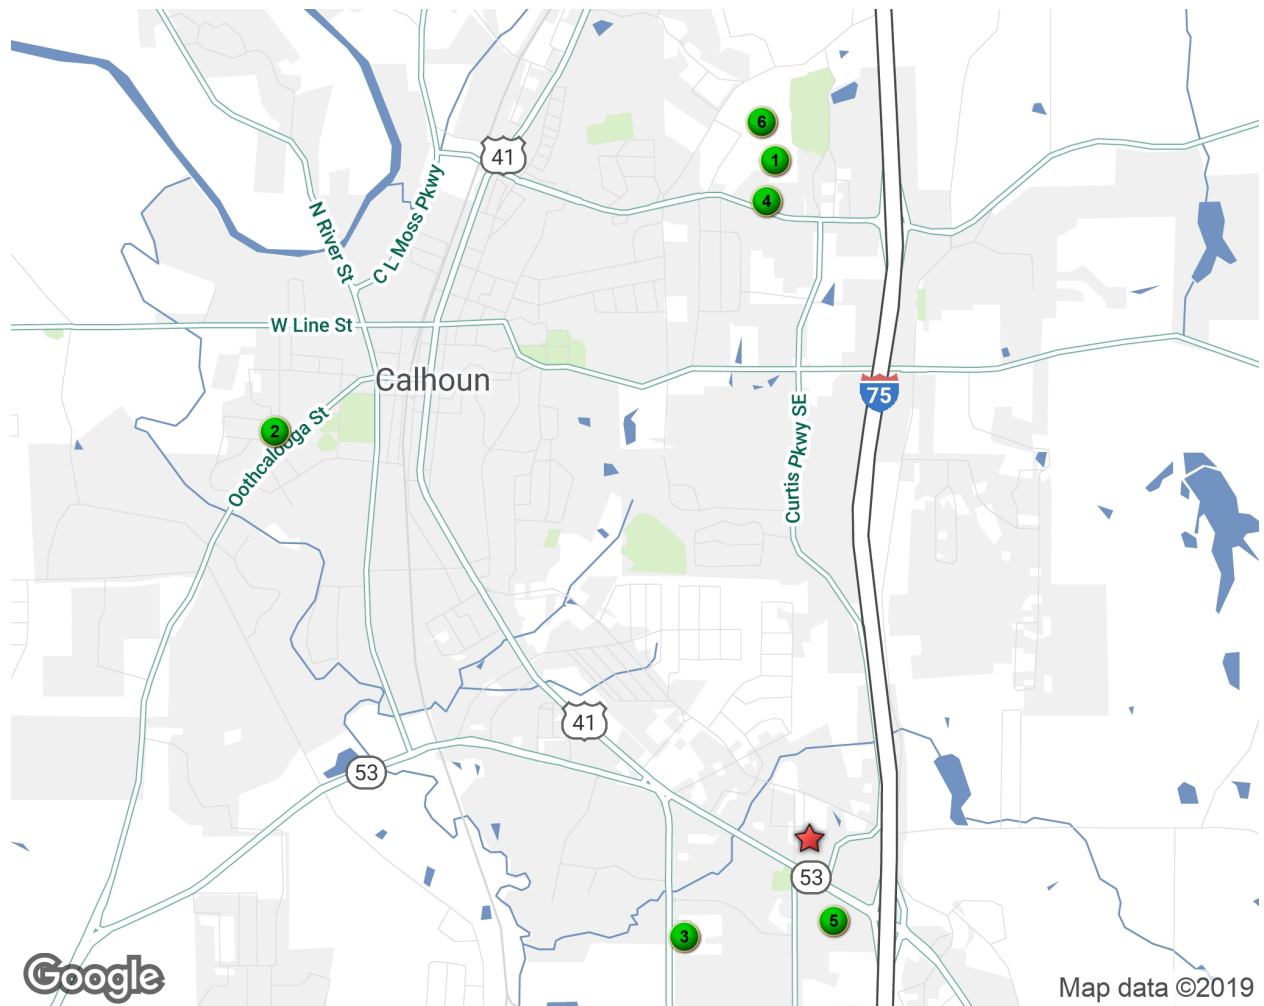 6
41
1
4
N River St
C L Moss Pkwy
W Line St
Calhoun
75
2
Oothcalooga St
Curtis Pkwy SE
41
53
53
5
3
Google
Map data ©2019